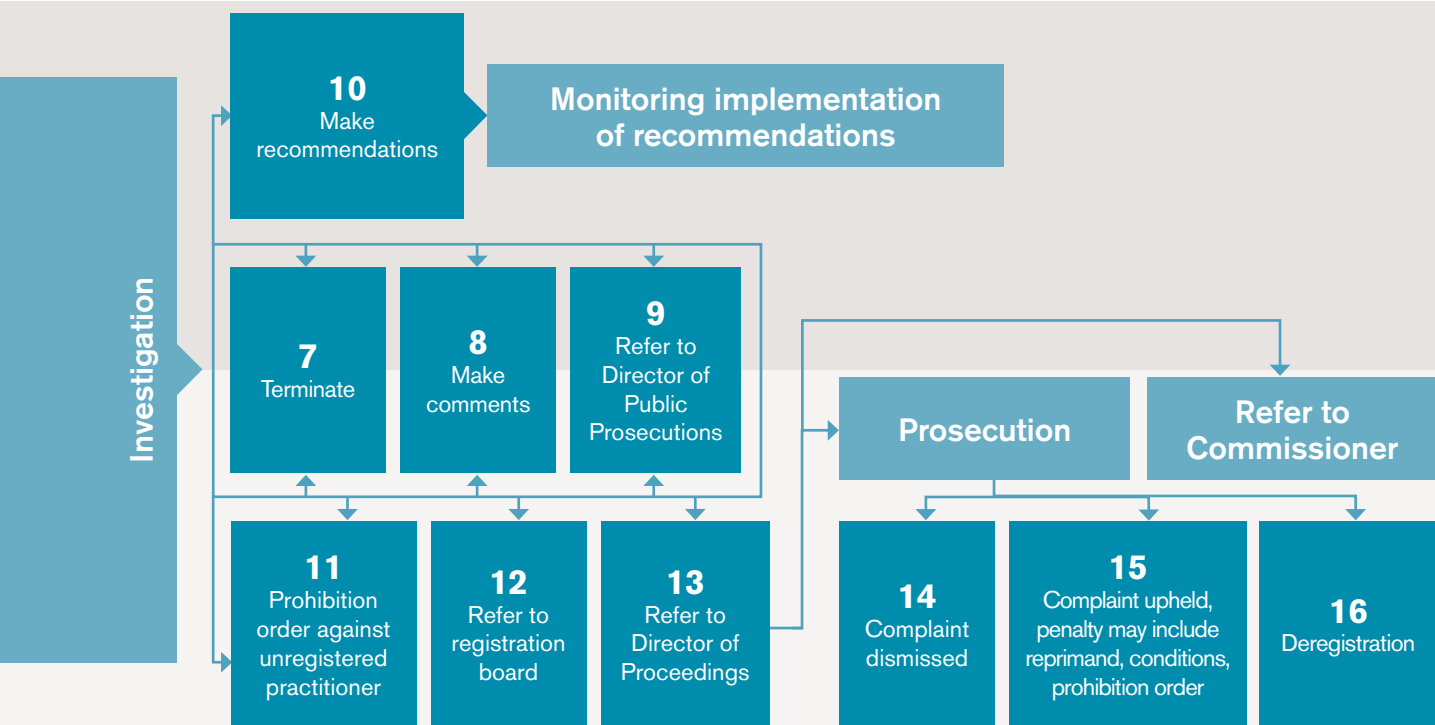 10
Make
recommendations
Monitoring implementation
of recommendations
Investigation
7
Terminate
8
Make
comments
9
Refer to
Director of
Public
Prosecutions
Prosecution
Refer to
Commissioner
11
Prohibition
order against
unregistered
practitioner
12
Refer to
registration
board
13
Refer to
Director of
Proceedings
14
Complaint
dismissed
15
Complaint upheld,
penalty may include
reprimand, conditions,
prohibition order
16
Deregistration